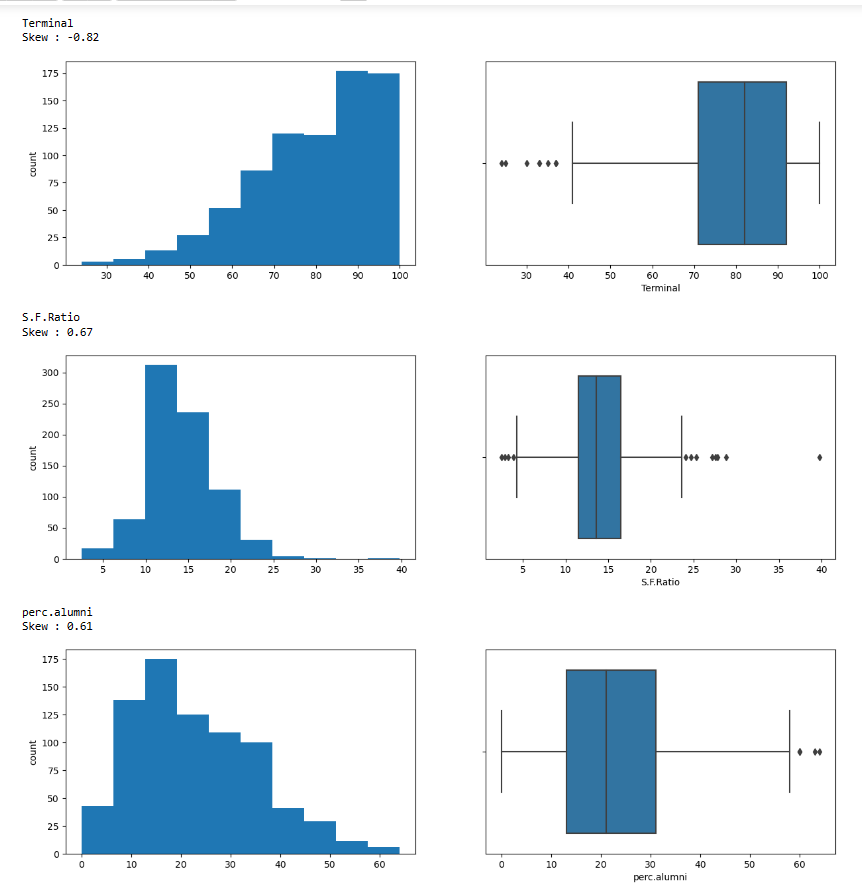 Terminal
Skew : -0.82
175
150
125
100
75
50
25
0
count
30 40 50 60 70 80 90 100
30 40 50 60 70 80 90 100
Terminal
S.F.Ratio
Skew : 0.67
300
250
200
150
100
50
0
count
5 10 15 20 25 30 35 40
5 10 15 20 25 30 35 40
S.F.Ratio
perc.alumni
Skew : 0.61
175
150
125
100
75
50
25
0
count
0 10 20 30 40 50 60
0 10 20 30 40 50 60
perc.alumni